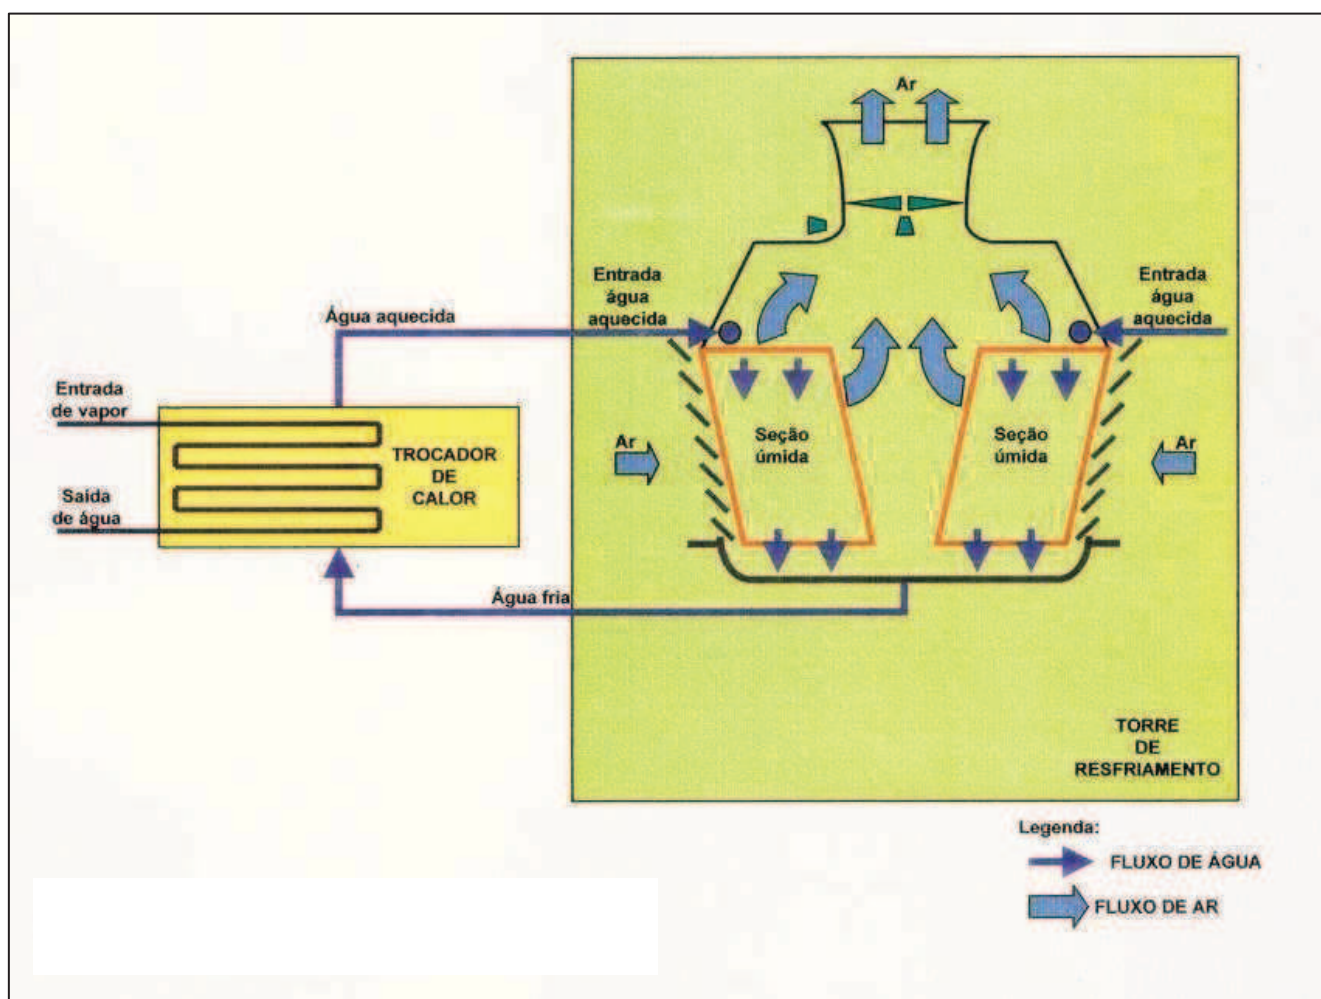 Ar
Entrada
água
aquecida
Entrada
água
aquecida
Água aquecida
Entrada
de vapor
TROCADOR
DE
CALOR
Saída
de água
Ar
Seção
úmida
Seção
úmida
Ar
Água fria
TORRE
DE
RESFRIAMENTO
Legenda:
FLUXO DE ÁGUA
FLUXO DE AR